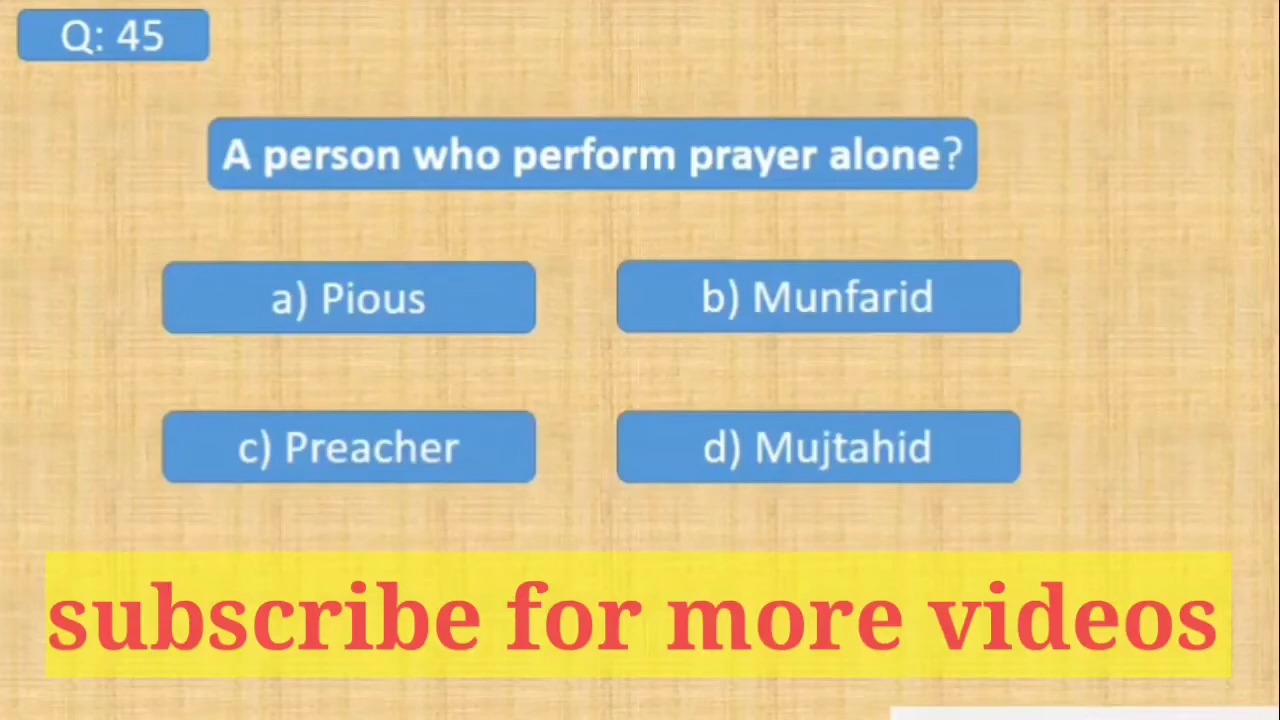 Q: 45
A person who perform prayer alone?
a) Pious
b) Munfarid
c) Preacher
d) Mujtahid
subscribe for more videos